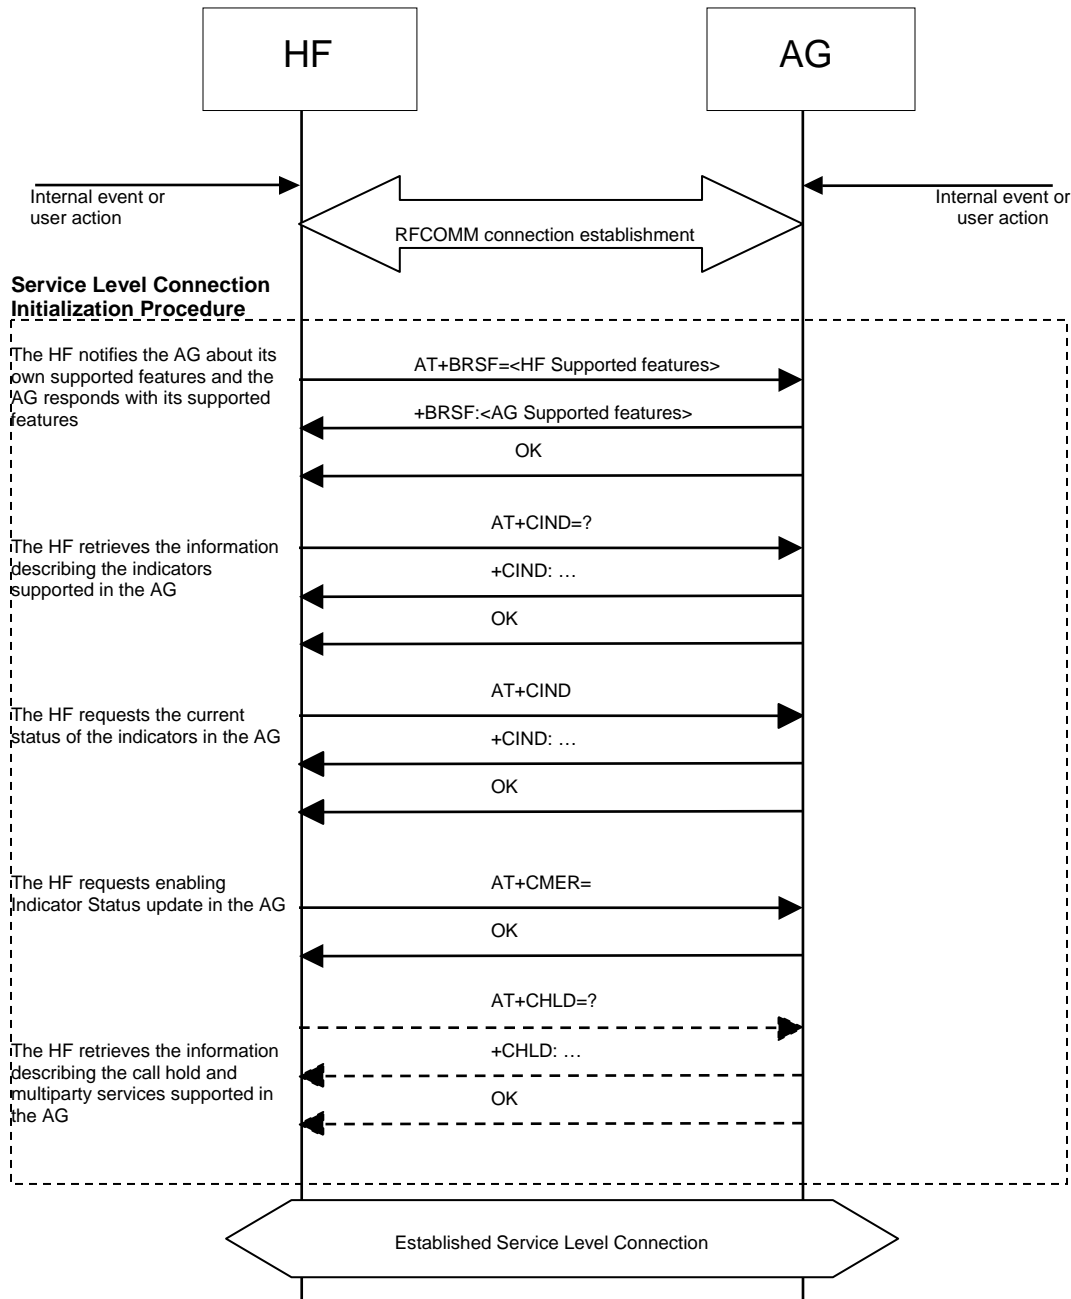 HF
AG
Internal event or
user action
Internal event or
user action
RFCOMM connection establishment
Service Level Connection
Initialization Procedure
The HF notifies the AG about its
own supported features and the
AG responds with its supported
features
AT+BRSF=<HF Supported features>
+BRSF:<AG Supported features>
OK
The HF retrieves the information
describing the indicators
supported in the AG
AT+CIND=?
+CIND: …
OK
The HF requests the current
status of the indicators in the AG
AT+CIND
+CIND: …
OK
The HF requests enabling
Indicator Status update in the AG
AT+CMER=
OK
The HF retrieves the information
describing the call hold and
multiparty services supported in
the AG
AT+CHLD=?
+CHLD: …
OK
Established Service Level Connection